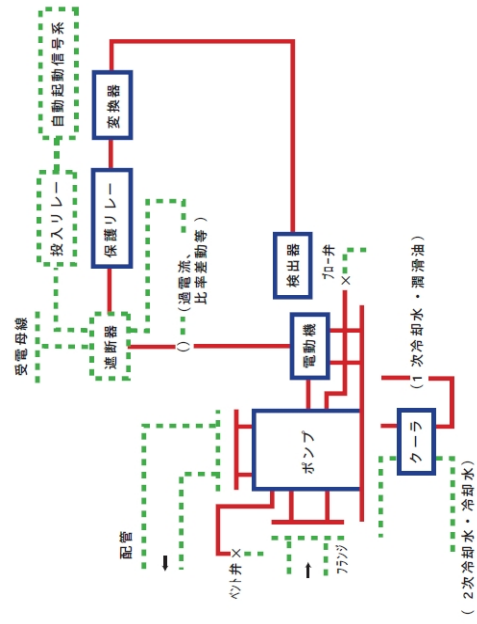 自動起動信号系
変換器
投入リレー
保護リレー
受電母線
遮断器
（過電流、
比率差動等）
検出器
ブロー弁
電動機
（1次冷却水・潤滑油）
ポンプ
クーラ
配管
ベント弁
フランジ
（2次冷却水・冷却水）